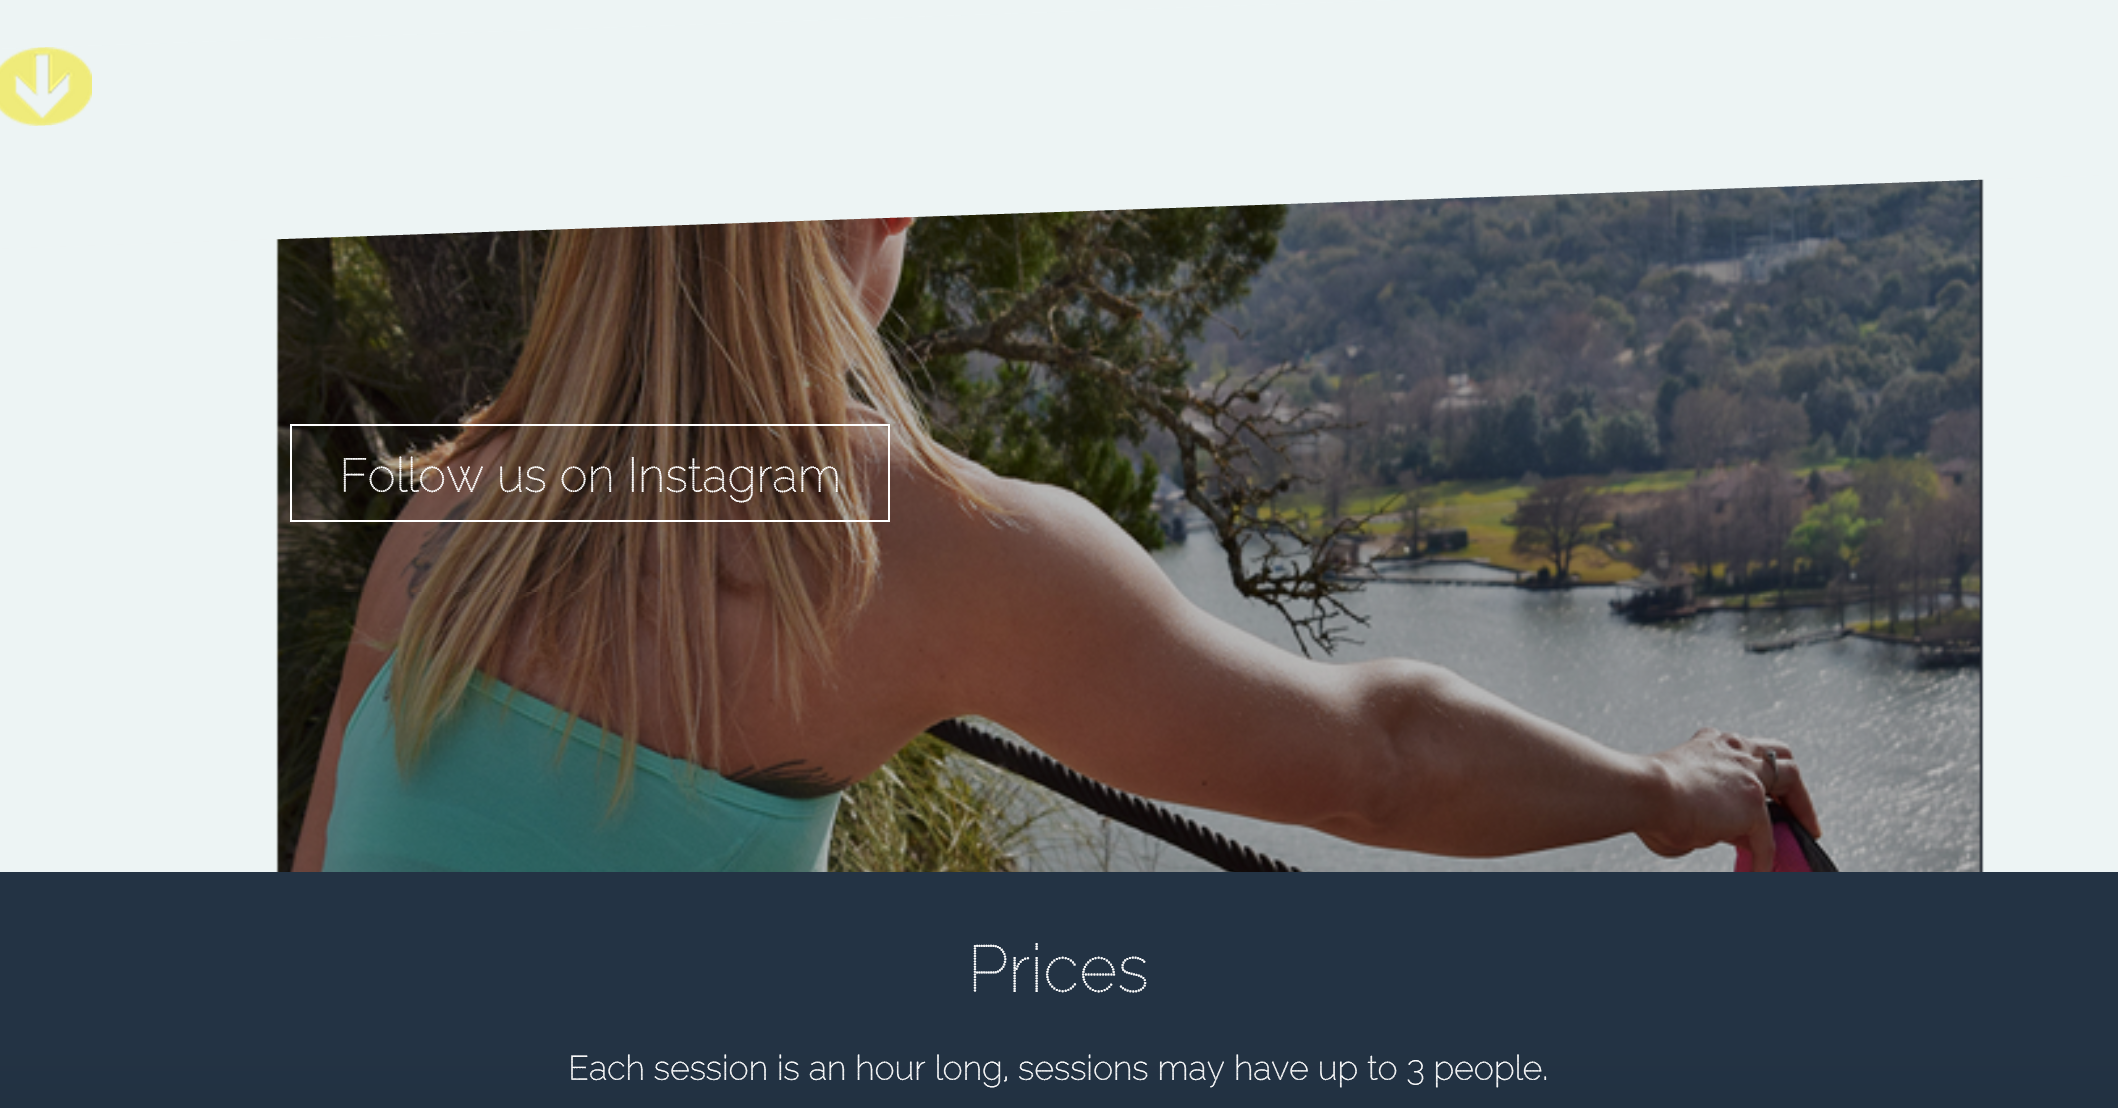 Follow us on Instagram
Prices
Each session is an hour long, sessions may have up to 3 people.